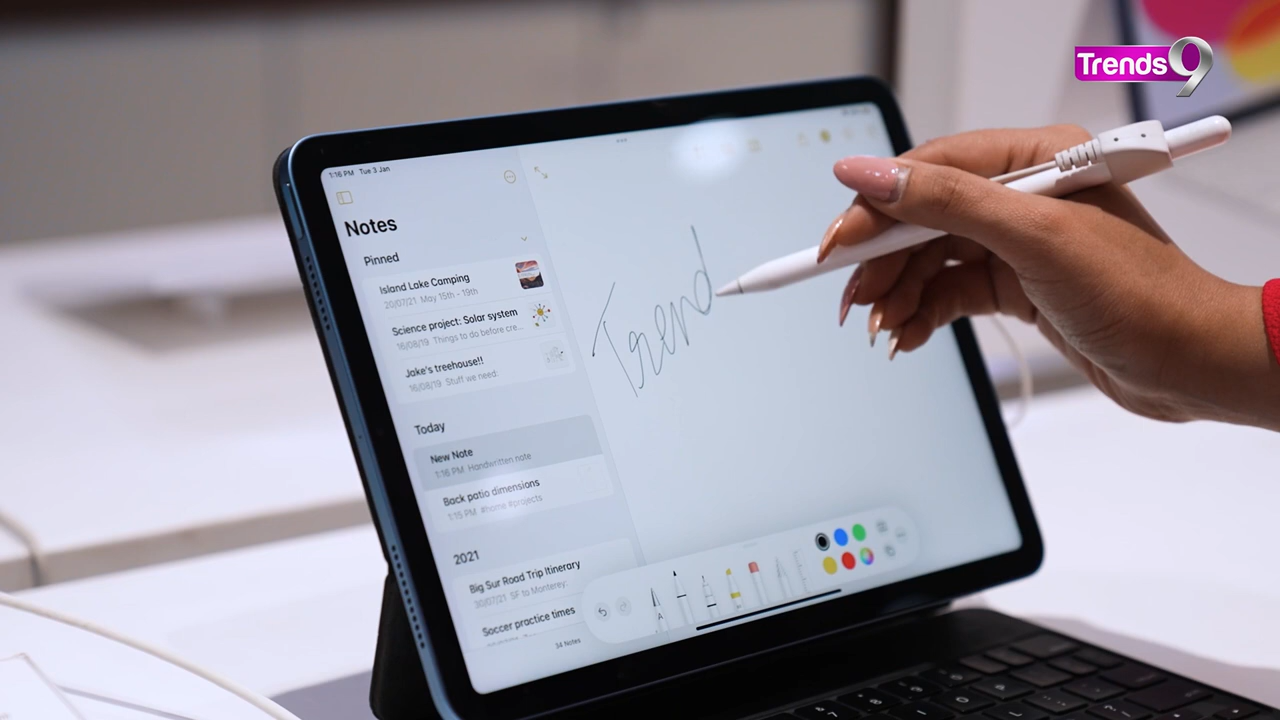 Trends9
1:16 PM Tue 3 Jan
Notes
Pinned
Island Lake Camping
20/07/21 May 15th - 19th
Science project: Solar system
16/08/19 Things to do before cre...
Jake's treehouse!!
16/08/19 Stuff we need:
Today
New Note
1:16 PM Handwritten note
Back patio dimensions
1:15 PM #home #projects
2021
Big Sur Road Trip Itinerary
30/07/21 SF to Monterey:
Soccer practice times
34 Notes
Trend